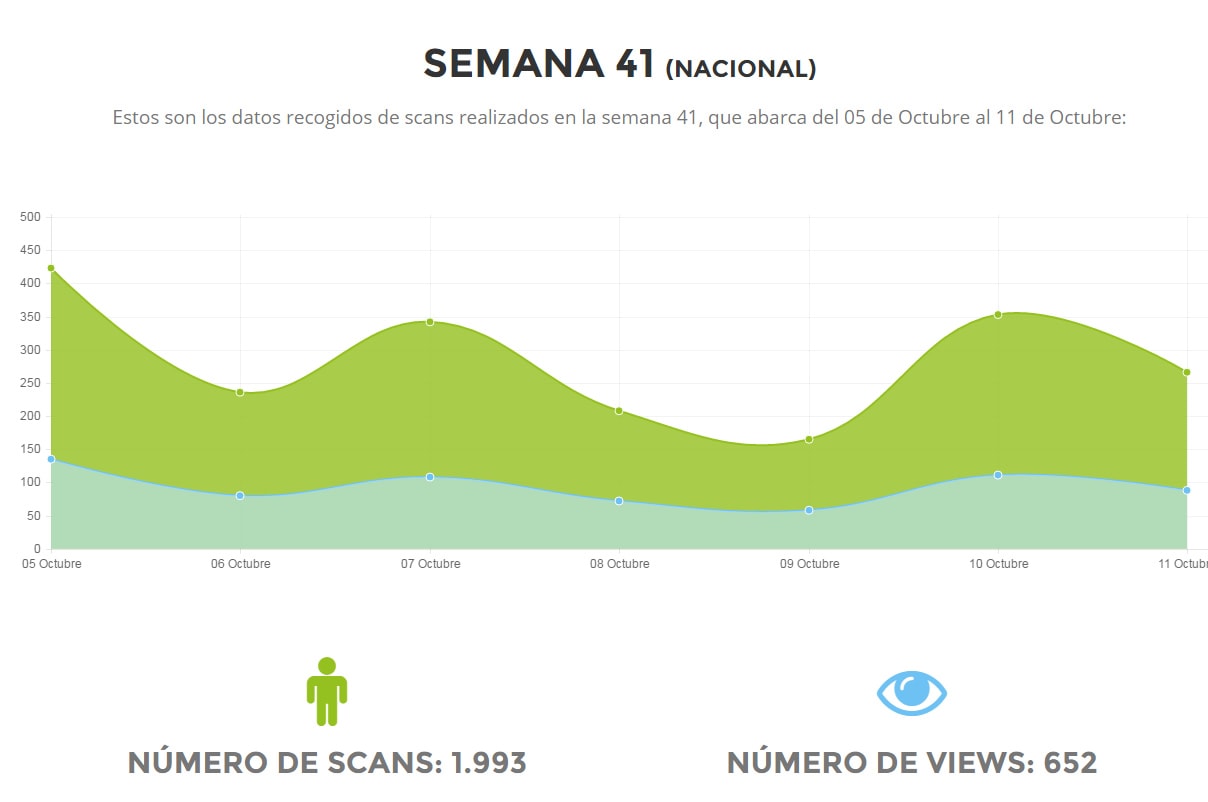 SEMANA 41 (NACIONAL)
Estos son los datos recogidos de scans realizados en la semana 41, que abarca del 05 de Octubre al 11 de Octubre:
500
450
400
350
300
250
200
150
100
50
0
05 Octubre 06 Octubre 07 Octubre 08 Octubre 09 Octubre 10 Octubre 11 Octubr
NÚMERO DE SCANS: 1.993 NÚMERO DE VIEWS: 652